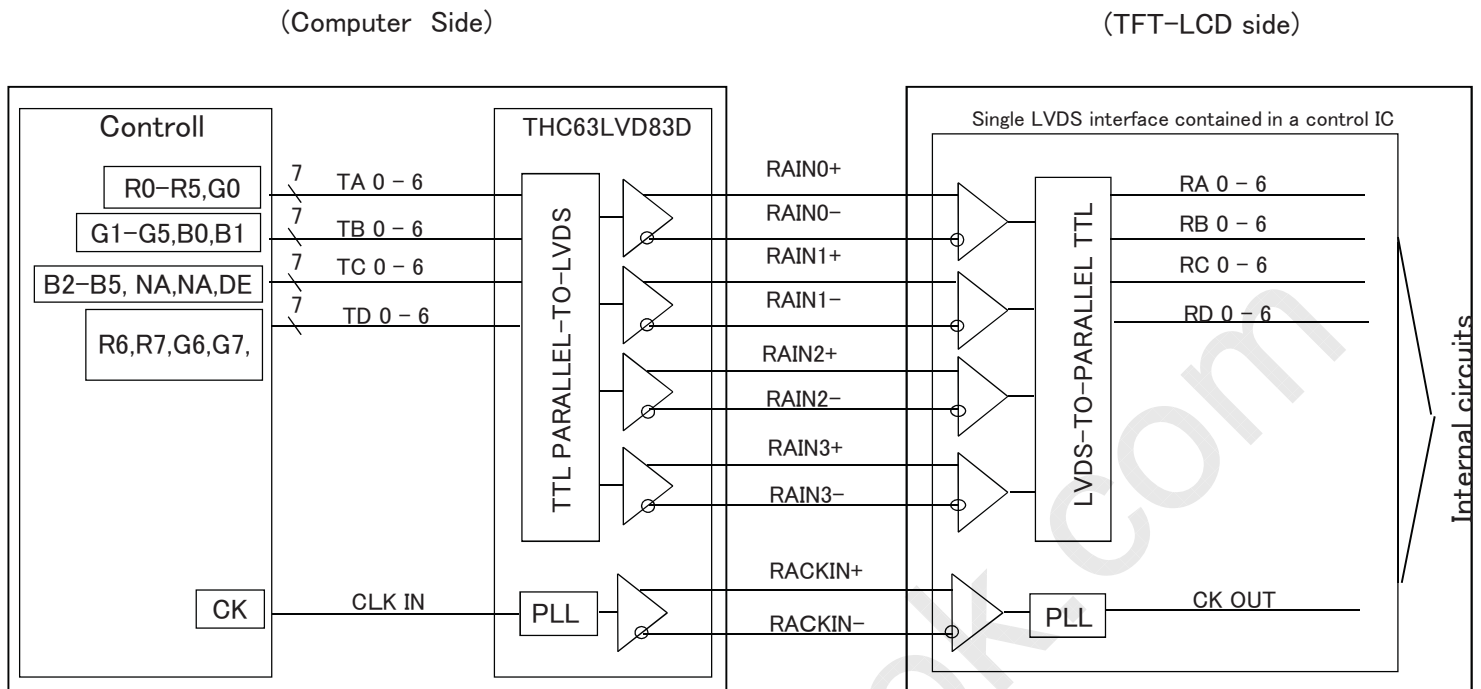 (Computer Side)
(TFT-LCD side)
Controll
THC63LVD83D
Single LVDS interface contained in a control IC
R0-R5,G0
7
TA 0 - 6
RAIN0+
RA 0 - 6
G1-G5,B0,B1
7
TB 0 - 6
RAIN0-
RB 0 - 6
B2-B5, NA,NA,DE
7
TC 0 - 6
RAIN1+
RC 0 - 6
R6,R7,G6,G7,
7
TD 0 - 6
RAIN1-
RD 0 - 6
TTL PARALLEL-TO-LVDS
RAIN2+
RAIN2-
RAIN3+
RAIN3-
LVDS-TO-PARALLEL TTL
Internal circuits
CK
CLK IN
PLL
RACKIN+
RACKIN-
PLL
CK OUT
k.com